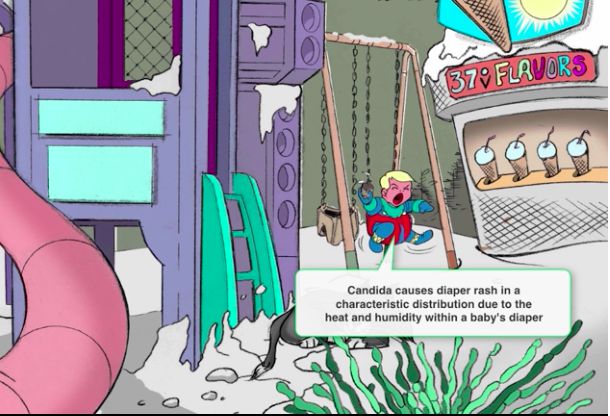 37° FLAVORS
Candida causes diaper rash in a
characteristic distribution due to the
heat and humidity within a baby's diaper